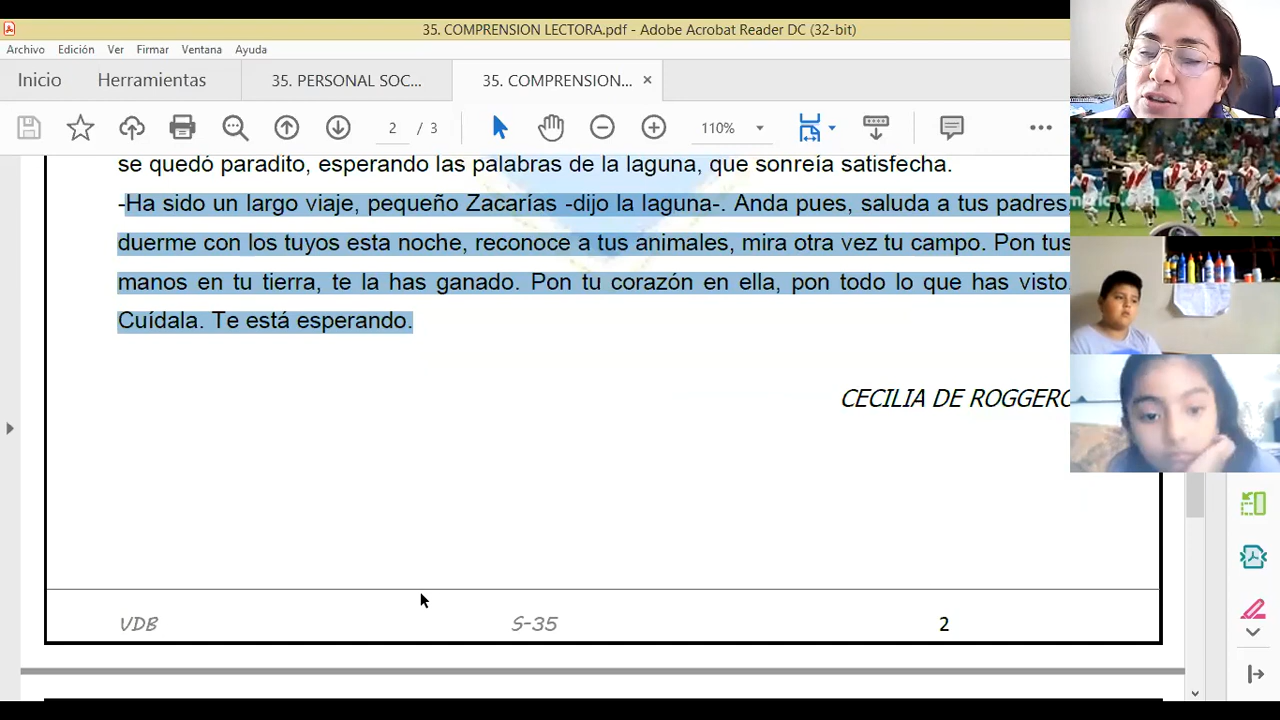 35. COMPRENSION LECTORA.pdf - Adobe Acrobat Reader DC (32-bit)
Archivo Edición Ver Firmar Ventana Ayuda
Inicio Herramientas 35. PERSONAL SOC... 35. COMPRENSION... ×
2 / 3 110%
se quedó paradito, esperando las palabras de la laguna, que sonreía satisfecha.
-Ha sido un largo viaje, pequeño Zacarías -dijo la laguna-. Anda pues, saluda a tus padres
duerme con los tuyos esta noche, reconoce a tus animales, mira otra vez tu campo. Pon tus
manos en tu tierra, te la has ganado. Pon tu corazón en ella, pon todo lo que has visto.
Cuídala. Te está esperando.
CECILIA DE ROGGERO
VDB S-35 2